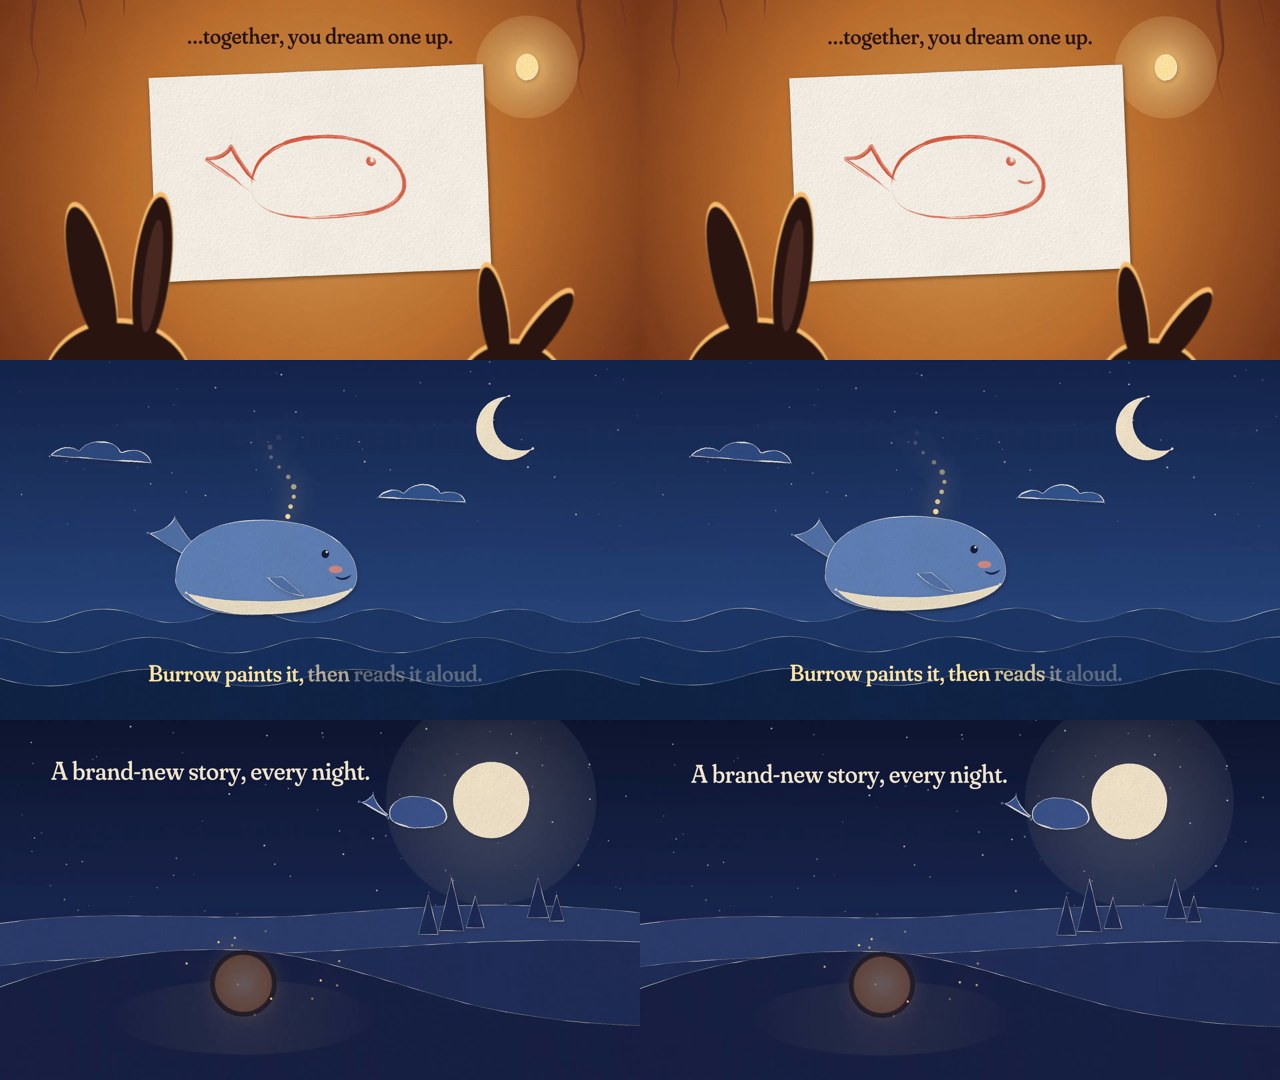 ...together, you dream one up.
...together, you dream one up.
Burrow paints it, then reads it aloud.
Burrow paints it, then reads it aloud.
A brand-new story, every night.
A brand-new story, every night.